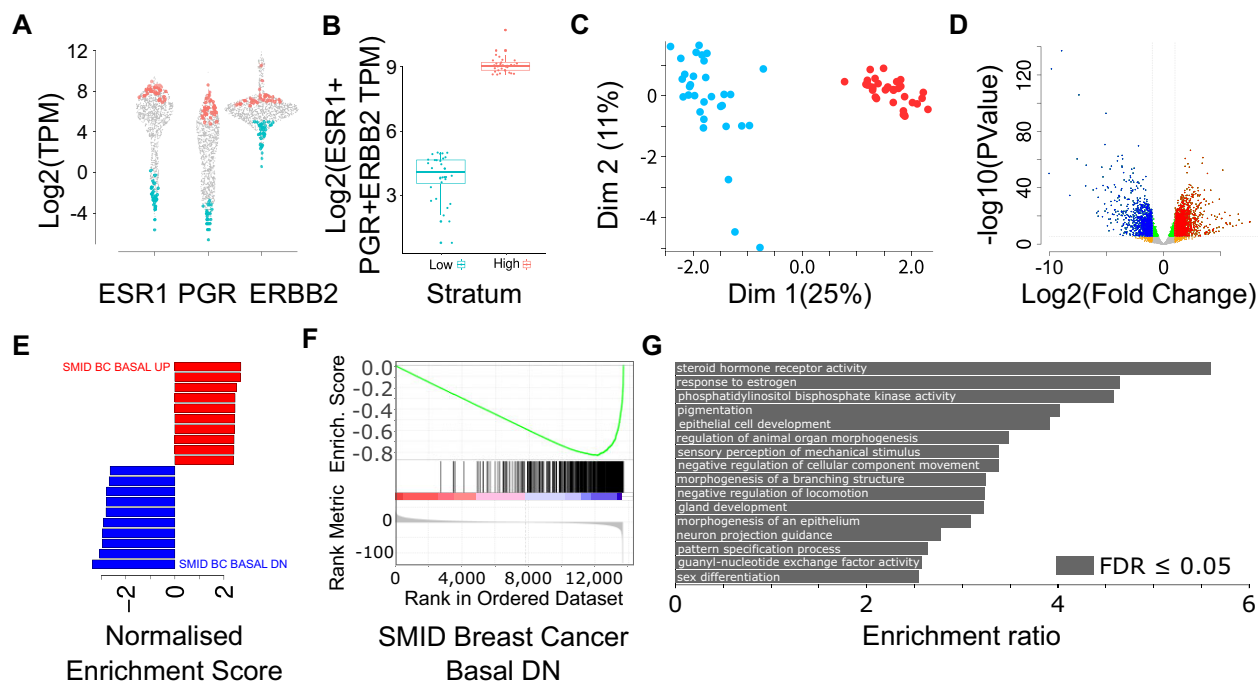 A
Log2(TPM)
12
8
4
0
-4
ESR1 PGR ERBB2
B
Log2(ESR1+
PGR+ERBB2 TPM)
9
6
3
Low
High
Stratum
C
Dim 2 (11%)
0
-2
-4
-2.0
0.0
2.0
Dim 1(25%)
D
-log10(PValue)
120
80
40
0
-10
0
Log2(Fold Change)
E
SMID BC BASAL UP
SMID BC BASAL DN
−2
0
2
Normalised
Enrichment Score
F
Enrich. Score
0.0
-0.2
-0.4
-0.6
-0.8
Rank Metric
0
-100
0
4,000
8,000
12,000
Rank in Ordered Dataset
SMID Breast Cancer
Basal DN
G
steroid hormone receptor activity
response to estrogen
phosphatidylinositol bisphosphate kinase activity
pigmentation
epithelial cell development
regulation of animal organ morphogenesis
sensory perception of mechanical stimulus
negative regulation of cellular component movement
morphogenesis of a branching structure
negative regulation of locomotion
gland development
morphogenesis of an epithelium
neuron projection guidance
pattern specification process
guanyl-nucleotide exchange factor activity
sex differentiation
FDR ≤ 0.05
0
2
4
6
Enrichment ratio